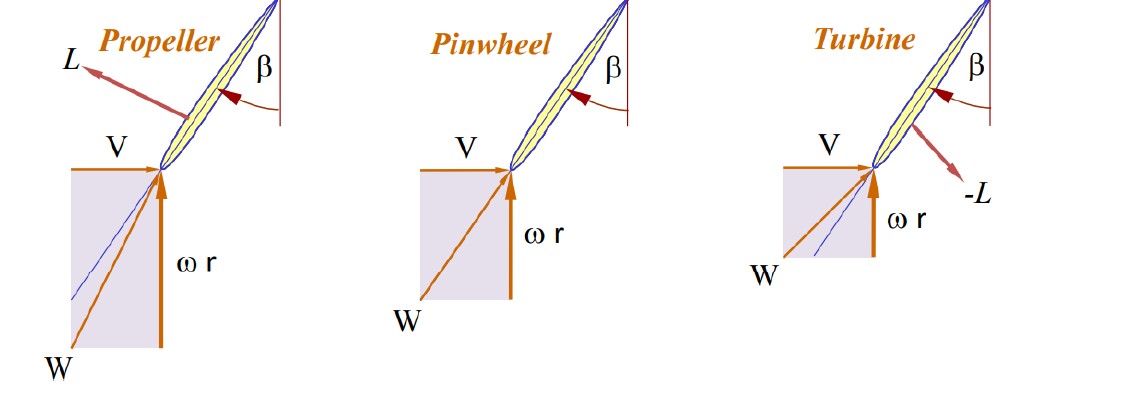 Propeller
L
β
V
ω r
W
Pinwheel
β
V
ω r
W
Turbine
β
V
-L
ω r
W